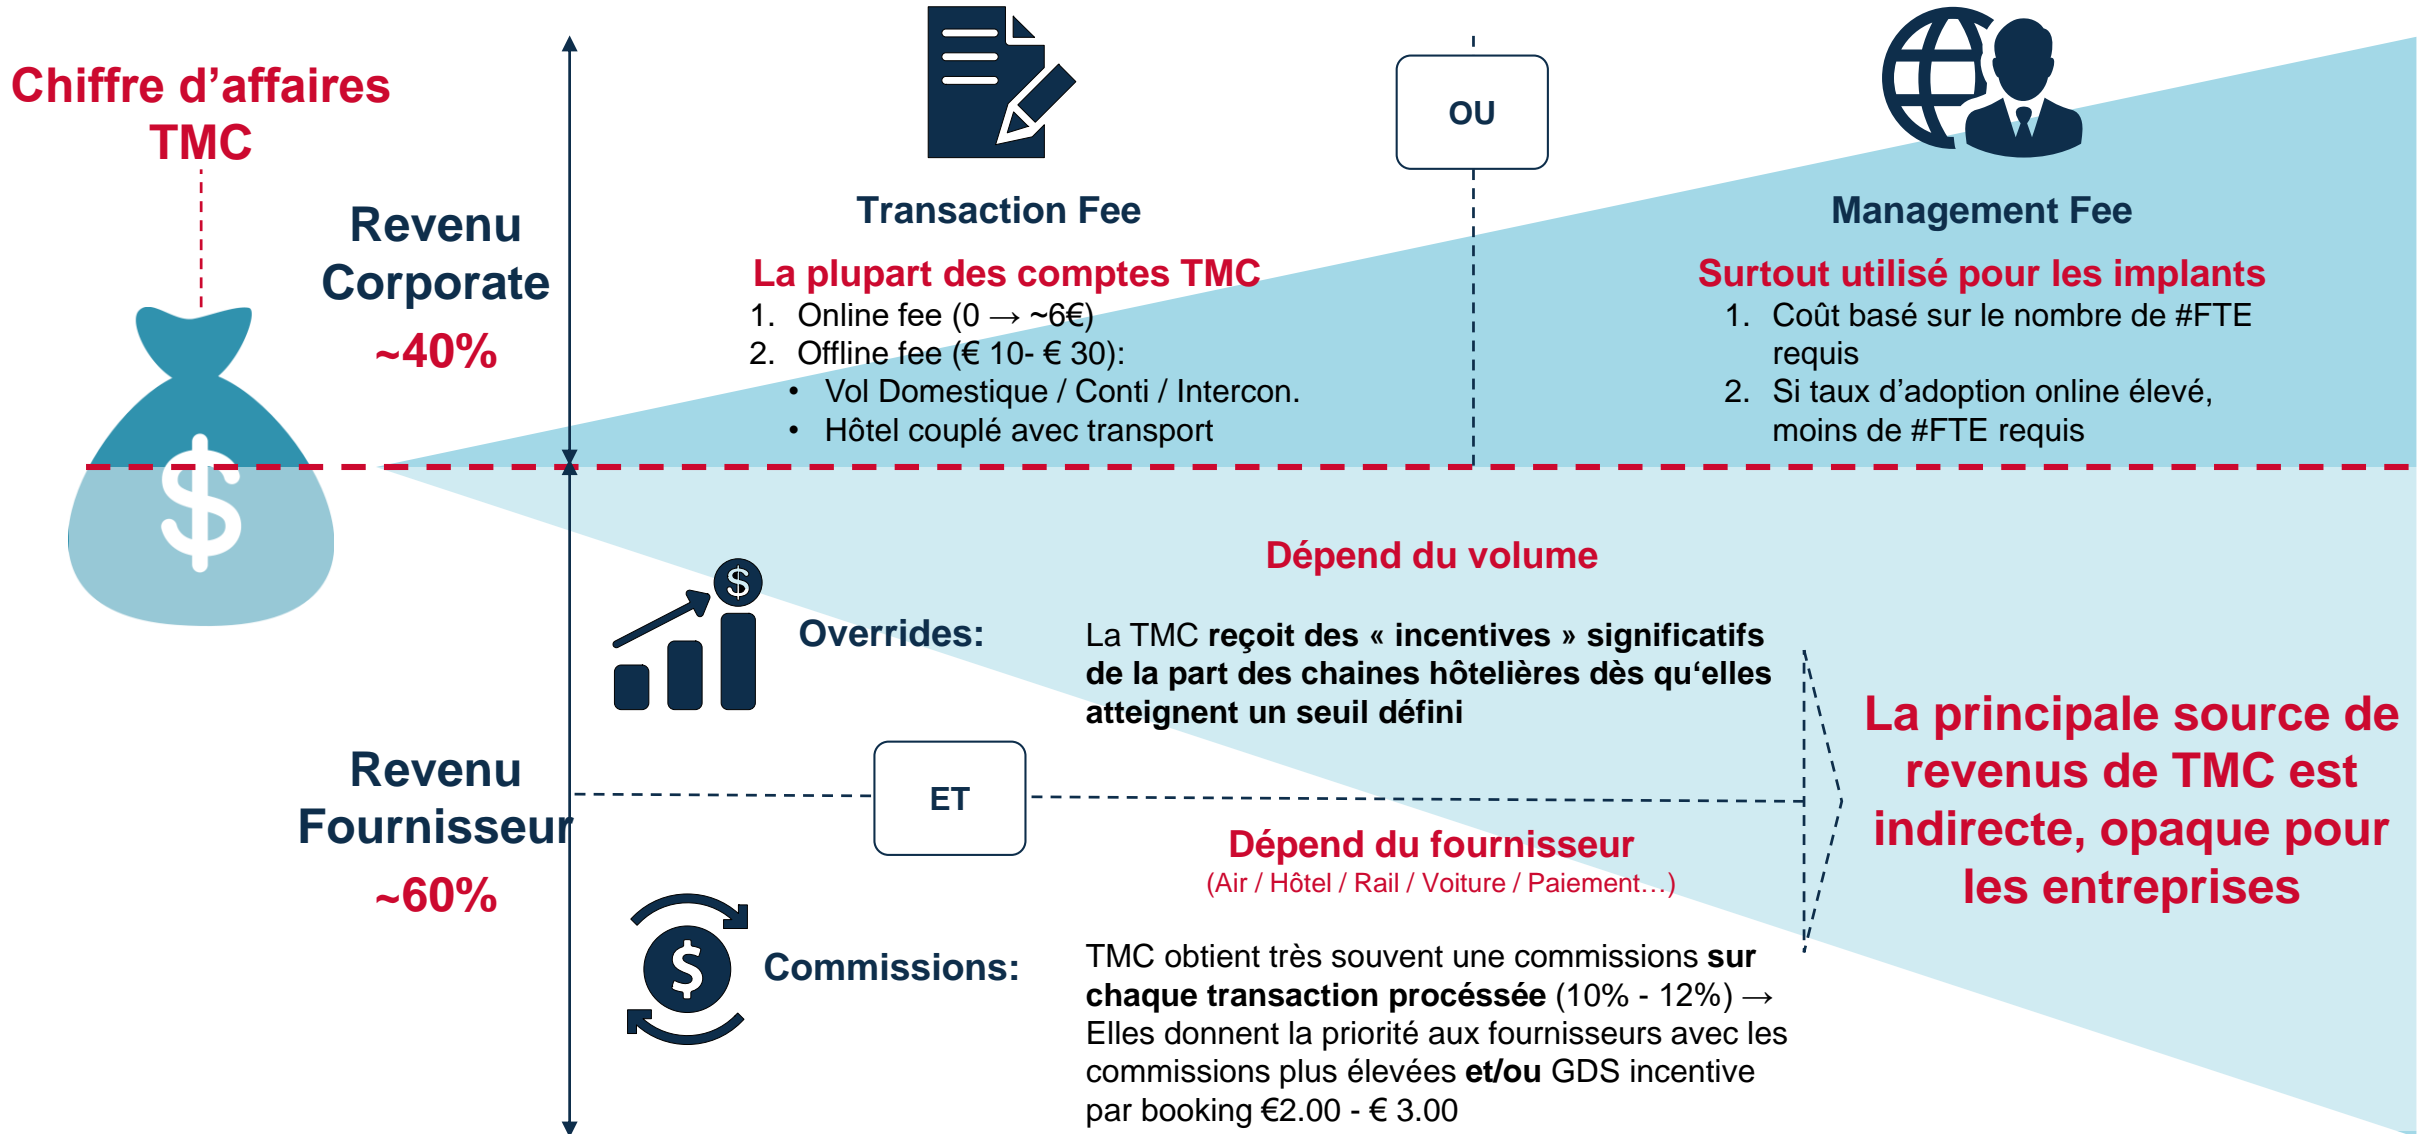 Chiffre d’affaires
TMC
Revenu
Corporate
~40%
Transaction Fee
La plupart des comptes TMC
1. Online fee (0 → ~6€)
2. Offline fee (€ 10- € 30):
• Vol Domestique / Conti / Intercon.
• Hôtel couplé avec transport
OU
Management Fee
Surtout utilisé pour les implants
1. Coût basé sur le nombre de #FTE
requis
2. Si taux d’adoption online élevé,
moins de #FTE requis
$
Revenu
Fournisseur
~60%
Dépend du volume
$
Overrides:
La TMC reçoit des « incentives » significatifs
de la part des chaines hôtelières dès qu‘elles
atteignent un seuil défini
ET
Dépend du fournisseur
(Air / Hôtel / Rail / Voiture / Paiement…)
$
Commissions:
TMC obtient très souvent une commissions sur
chaque transaction procéssée (10% - 12%) →
Elles donnent la priorité aux fournisseurs avec les
commissions plus élevées et/ou GDS incentive
par booking €2.00 - € 3.00
La principale source de
revenus de TMC est
indirecte, opaque pour
les entreprises